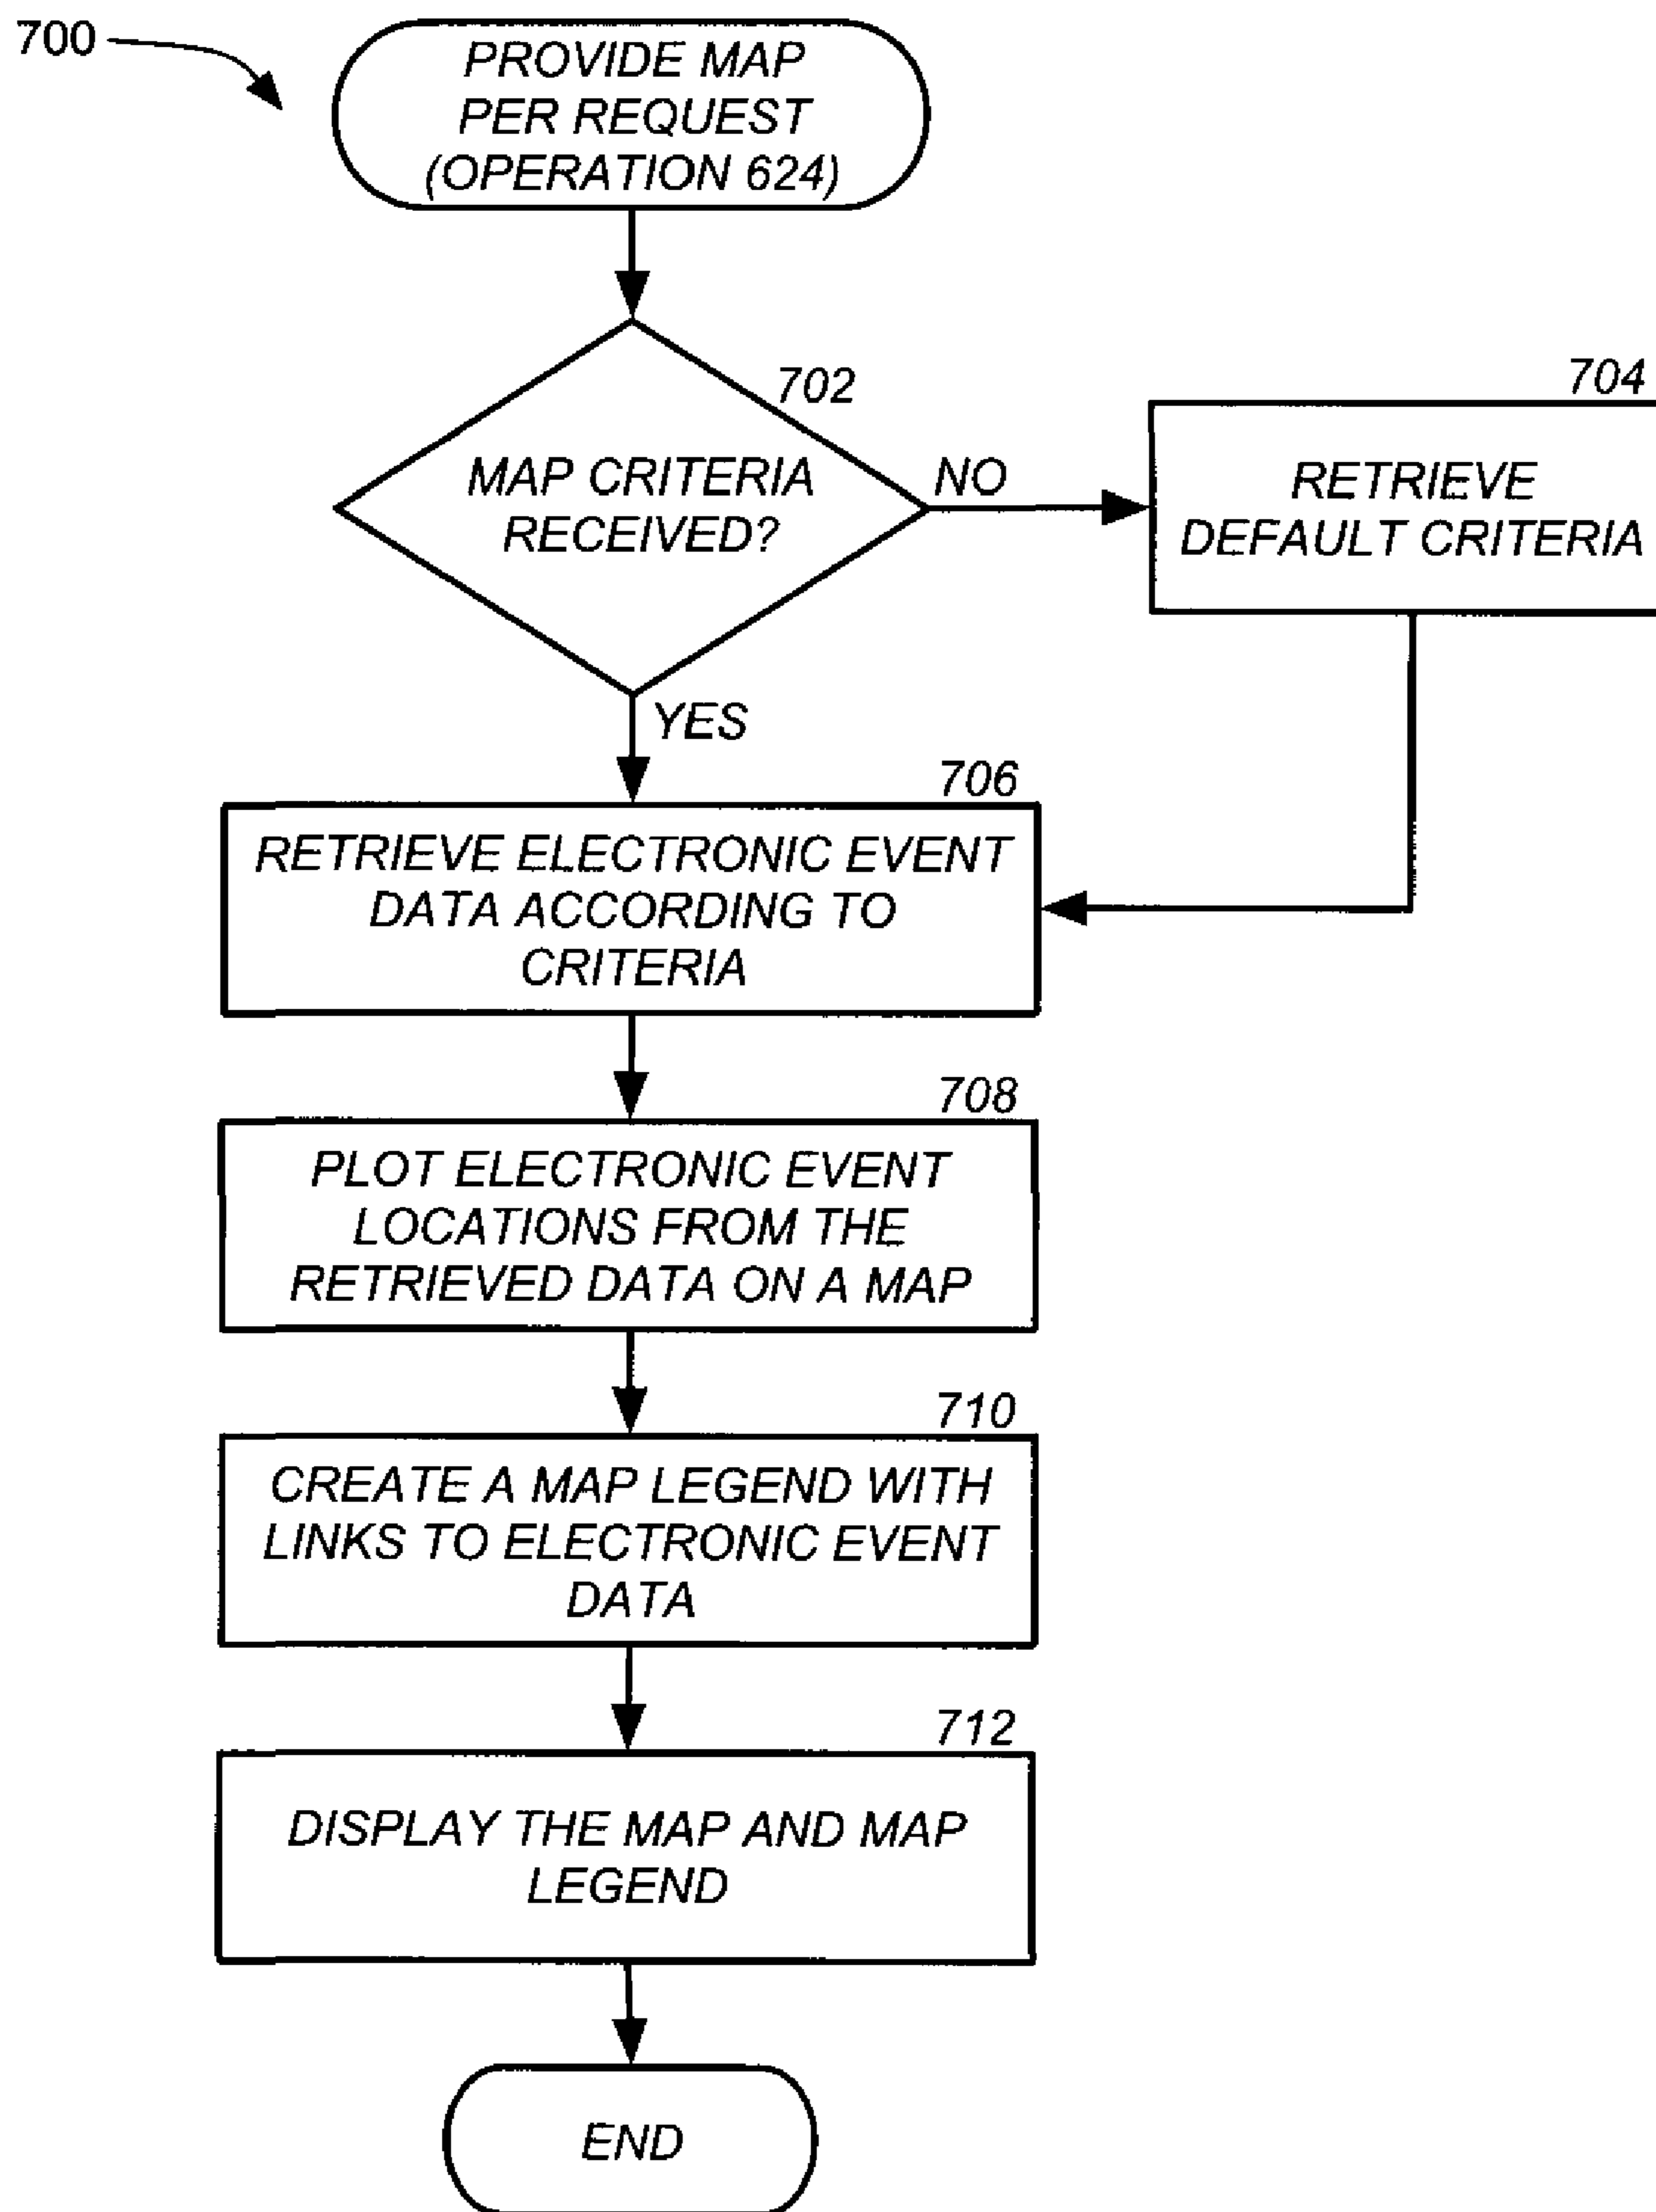 700
PROVIDE MAP
PER REQUEST
(OPERATION 624)
702
MAP CRITERIA
RECEIVED?
NO
704
RETRIEVE
DEFAULT CRITERIA
YES
706
RETRIEVE ELECTRONIC EVENT
DATA ACCORDING TO
CRITERIA
708
PLOT ELECTRONIC EVENT
LOCATIONS FROM THE
RETRIEVED DATA ON A MAP
710
CREATE A MAP LEGEND WITH
LINKS TO ELECTRONIC EVENT
DATA
712
DISPLAY THE MAP AND MAP
LEGEND
END